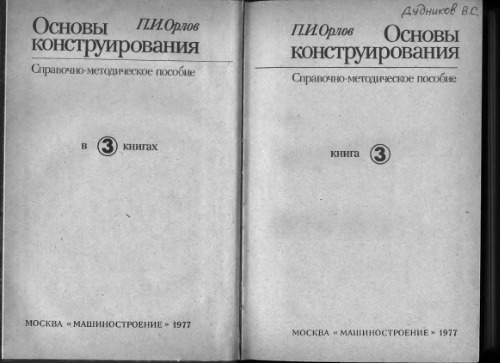 Основы П.И.Орлов
конструирования
Справочно-методическое пособие
в 3 книгах
МОСКВА «МАШИНОСТРОЕНИЕ» 1977
Дудников В.С.
П.И.Орлов Основы
конструирования
Справочно-методическое пособие
книга 3
МОСКВА «МАШИНОСТРОЕНИЕ» 1977